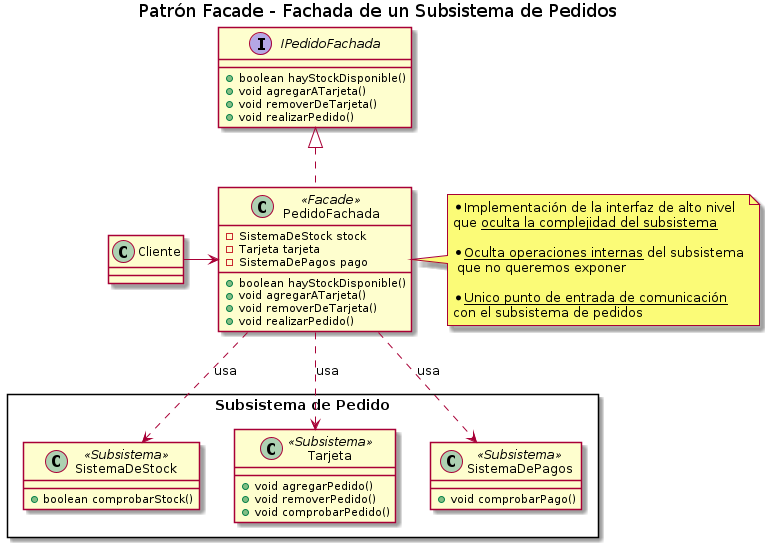 Patrón Facade - Fachada de un Subsistema de Pedidos
I IPedidoFachada
boolean hayStockDisponible()
void agregarATarjeta()
void removerDeTarjeta()
void realizarPedido()
C «Facade»
PedidoFachada
SistemaDeStock stock
Tarjeta tarjeta
SistemaDePagos pago
boolean hayStockDisponible()
void agregarATarjeta()
void removerDeTarjeta()
void realizarPedido()
C Cliente
•Implementación de la interfaz de alto nivel
que oculta la complejidad del subsistema
•Oculta operaciones internas del subsistema
que no queremos exponer
•Unico punto de entrada de comunicación
con el subsistema de pedidos
usa
usa
usa
Subsistema de Pedido
C «Subsistema»
SistemaDeStock
boolean comprobarStock()
C «Subsistema»
Tarjeta
void agregarPedido()
void removerPedido()
void comprobarPedido()
C «Subsistema»
SistemaDePagos
void comprobarPago()